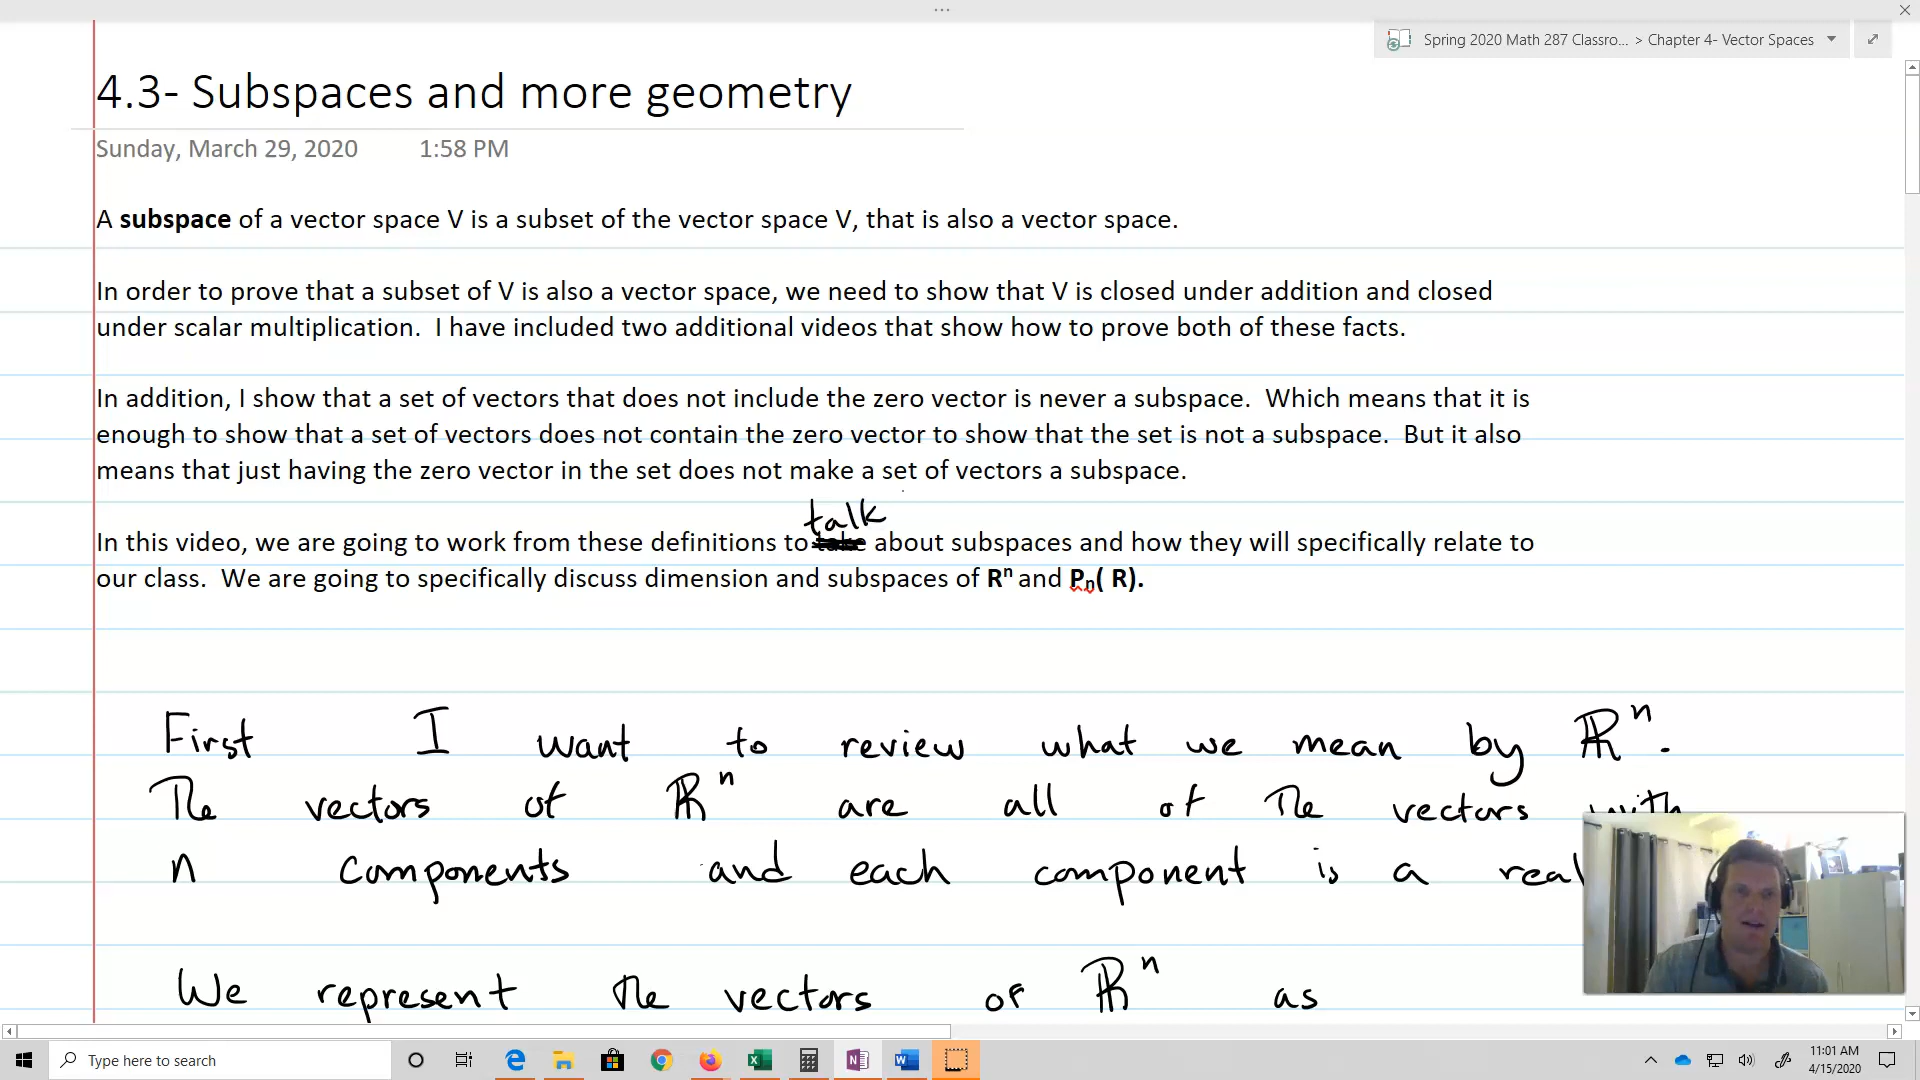 ...
Spring 2020 Math 287 Classro... > Chapter 4- Vector Spaces
4.3- Subspaces and more geometry
Sunday, March 29, 2020 1:58 PM
A subspace of a vector space V is a subset of the vector space V, that is also a vector space.
In order to prove that a subset of V is also a vector space, we need to show that V is closed under addition and closed
under scalar multiplication. I have included two additional videos that show how to prove both of these facts.
In addition, I show that a set of vectors that does not include the zero vector is never a subspace. Which means that it is
enough to show that a set of vectors does not contain the zero vector to show that the set is not a subspace. But it also
means that just having the zero vector in the set does not make a set of vectors a subspace.
talk
In this video, we are going to work from these definitions to take about subspaces and how they will specifically relate to
our class. We are going to specifically discuss dimension and subspaces of Rⁿ and Pₙ( R).
First I want to review what we mean by ℝⁿ.
The vectors of ℝⁿ are all of The vectors with
n components and each component is a real
We represent the vectors of ℝⁿ as
Type here to search
11:01 AM
4/15/2020